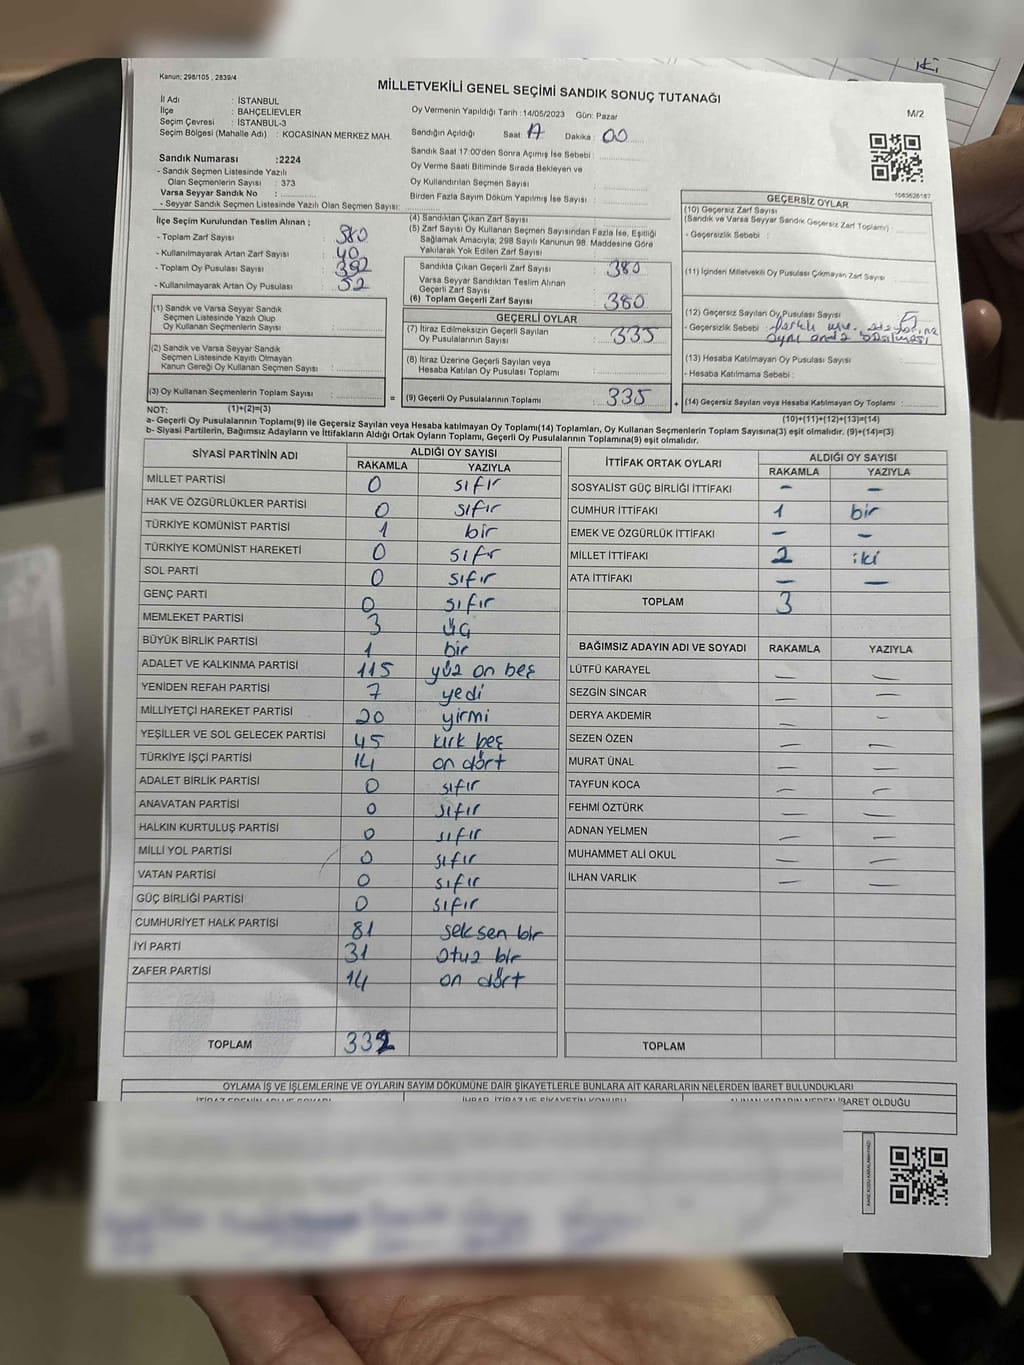 iki
Kanun: 298/105 , 2839/4
MİLLETVEKİLİ GENEL SEÇİMİ SANDIK SONUÇ TUTANAĞI
M/2
İl Adı : İSTANBUL
İlçe : BAHÇELİEVLER
Seçim Çevresi : İSTANBUL-3
Seçim Bölgesi (Mahalle Adı) : KOCASİNAN MERKEZ MAH.
Sandık Numarası :2224
- Sandık Seçmen Listesinde Yazılı
Olan Seçmenlerin Sayısı : 373
Varsa Seyyar Sandık No :
- Seyyar Sandık Seçmen Listesinde Yazılı Olan Seçmen Sayısı:
Oy Vermenin Yapıldığı Tarih :14/05/2023 Gün: Pazar
Sandığın Açıldığı Saat : Dakika : 00
Sandık Saat 17:00'den Sonra Açımış İse Sebebi :
Oy Verme Saati Bitiminde Sırada Bekleyen ve
Oy Kullandırılan Seçmen Sayısı :
Birden Fazla Sayım Döküm Yapılmış İse Sayısı :
1083626187
İlçe Seçim Kurulundan Teslim Alınan ;
- Toplam Zarf Sayısı : 380
- Kullanılmayarak Artan Zarf Sayısı : 40
- Toplam Oy Pusulası Sayısı : 392
- Kullanılmayarak Artan Oy Pusulası : 52
(1) Sandık ve Varsa Seyyar Sandık
Seçmen Listesinde Yazılı Olup
Oy Kullanan Seçmenlerin Sayısı :
(2) Sandık ve Varsa Seyyar Sandık
Seçmen Listesinde Kayıtlı Olmayan
Kanun Gereği Oy Kullanan Seçmen Sayısı :
(3) Oy Kullanan Seçmenlerin Toplam Sayısı :
(1)+(2)=(3)
(4) Sandıktan Çıkan Zarf Sayısı :
(5) Zarf Sayısı Oy Kullanan Seçmen Sayısından Fazla İse, Eşitliği
Sağlamak Amacıyla; 298 Sayılı Kanunun 98. Maddesine Göre
Yakılarak Yok Edilen Zarf Sayısı :
Sandıkta Çıkan Geçerli Zarf Sayısı : 380
Varsa Seyyar Sandıktan Teslim Alınan
Geçerli Zarf Sayısı :
(6) Toplam Geçerli Zarf Sayısı : 380
GEÇERLİ OYLAR
(7) İtiraz Edilmeksizin Geçerli Sayılan
Oy Pusulalarının Sayısı : 335
(8) İtiraz Üzerine Geçerli Sayılan veya
Hesaba Katılan Oy Pusulası Toplamı :
= (9) Geçerli Oy Pusulalarının Toplamı : 335 +
GEÇERSİZ OYLAR
(10) Geçersiz Zarf Sayısı
(Sandık ve Varsa Seyyar Sandık Geçersiz Zarf Toplamı) :
- Geçersizlik Sebebi :
(11) İçinden Milletvekili Oy Pusulası Çıkmayan Zarf Sayısı
(12) Geçersiz Sayılan Oy Pusulası Sayısı : 5
- Geçersizlik Sebebi :
aynı anda basılması
(13) Hesaba Katılmayan Oy Pusulası Sayısı :
- Hesaba Katılmama Sebebi :
(14) Geçersiz Sayılan veya Hesaba Katılmayan Oy Toplamı :
(10)+(11)+(12)+(13)=(14)
NOT:
a- Geçerli Oy Pusulalarının Toplamı(9) ile Geçersiz Sayılan veya Hesaba katılmayan Oy Toplamı(14) Toplamları, Oy Kullanan Seçmenlerin Toplam Sayısına(3) eşit olmalıdır. (9)+(14)=(3)
b- Siyasi Partilerin, Bağımsız Adayların ve İttifakların Aldığı Ortak Oyların Toplamı, Geçerli Oy Pusulalarının Toplamına(9) eşit olmalıdır.
SİYASİ PARTİNİN ADI ALDIĞI OY SAYISI
RAKAMLA YAZIYLA
MİLLET PARTİSİ 0 sıfır
HAK VE ÖZGÜRLÜKLER PARTİSİ 0 sıfır
TÜRKİYE KOMÜNİST PARTİSİ 1 bir
TÜRKİYE KOMÜNİST HAREKETİ 0 sıfr
SOL PARTİ 0 sıfır
GENÇ PARTİ 0 sıfır
MEMLEKET PARTİSİ 3 üç
BÜYÜK BİRLİK PARTİSİ 1 bir
ADALET VE KALKINMA PARTİSİ 115 yüz on beş
YENİDEN REFAH PARTİSİ 7 yedi
MİLLİYETÇİ HAREKET PARTİSİ 20 yirmi
YEŞİLLER VE SOL GELECEK PARTİSİ 45 kırk beş
TÜRKİYE İŞÇİ PARTİSİ 14 on dört
ADALET BİRLİK PARTİSİ 0 sıfır
ANAVATAN PARTİSİ 0 sıfır
HALKIN KURTULUŞ PARTİSİ 0 sıfır
MİLLİ YOL PARTİSİ 0 sıfır
VATAN PARTİSİ 0 sıfır
GÜÇ BİRLİĞİ PARTİSİ 0 sıfır
CUMHURİYET HALK PARTİSİ 81 seksen bir
İYİ PARTİ 31 otuz bir
ZAFER PARTİSİ 14 on dört
TOPLAM 332
İTTİFAK ORTAK OYLARI ALDIĞI OY SAYISI
RAKAMLA YAZIYLA
SOSYALİST GÜÇ BİRLİĞİ İTTİFAKI - -
CUMHUR İTTİFAKI 1 bir
EMEK VE ÖZGÜRLÜK İTTİFAKI - -
MİLLET İTTİFAKI 2 iki
ATA İTTİFAKI - -
TOPLAM 3
BAĞIMSIZ ADAYIN ADI VE SOYADI RAKAMLA YAZIYLA
LÜTFÜ KARAYEL - -
SEZGİN SİNCAR - -
DERYA AKDEMİR - -
SEZEN ÖZEN - -
MURAT ÜNAL - -
TAYFUN KOCA - -
FEHMİ ÖZTÜRK - -
ADNAN YELMEN - -
MUHAMMET ALİ OKUL - -
İLHAN VARLIK - -
TOPLAM
OYLAMA İŞ VE İŞLEMLERİNE VE OYLARIN SAYIM DÖKÜMÜNE DAİR ŞİKAYETLERLE BUNLARA AİT KARARLARIN NELERDEN İBARET BULUNDUKLARI
İHBAR, İTİRAZ VE ŞİKAYETİN KONUSU ALINAN KARARIN NEDEN İBARET OLDUĞU